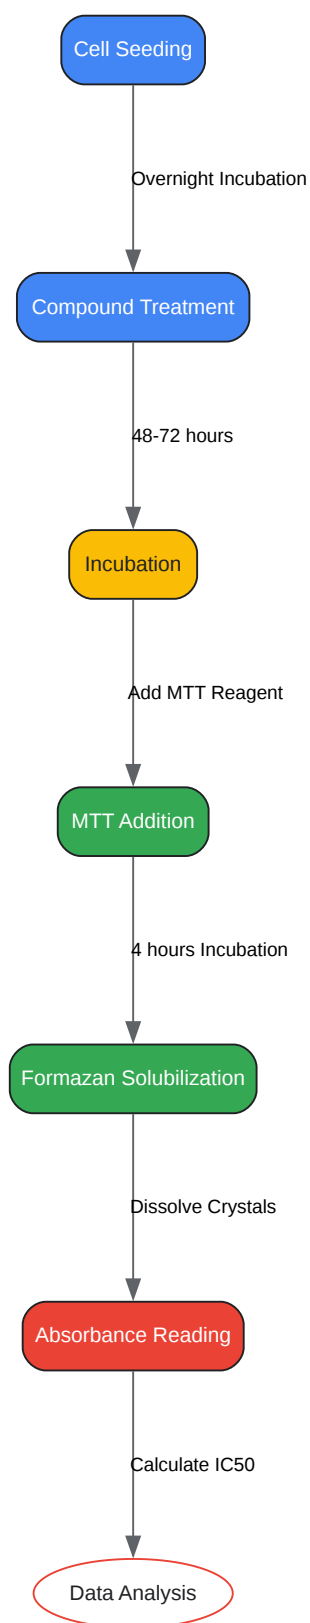 Cell Seeding
Overnight Incubation
Compound Treatment
48-72 hours
Incubation
Add MTT Reagent
MTT Addition
4 hours Incubation
Formazan Solubilization
Dissolve Crystals
Absorbance Reading
Calculate IC50
Data Analysis